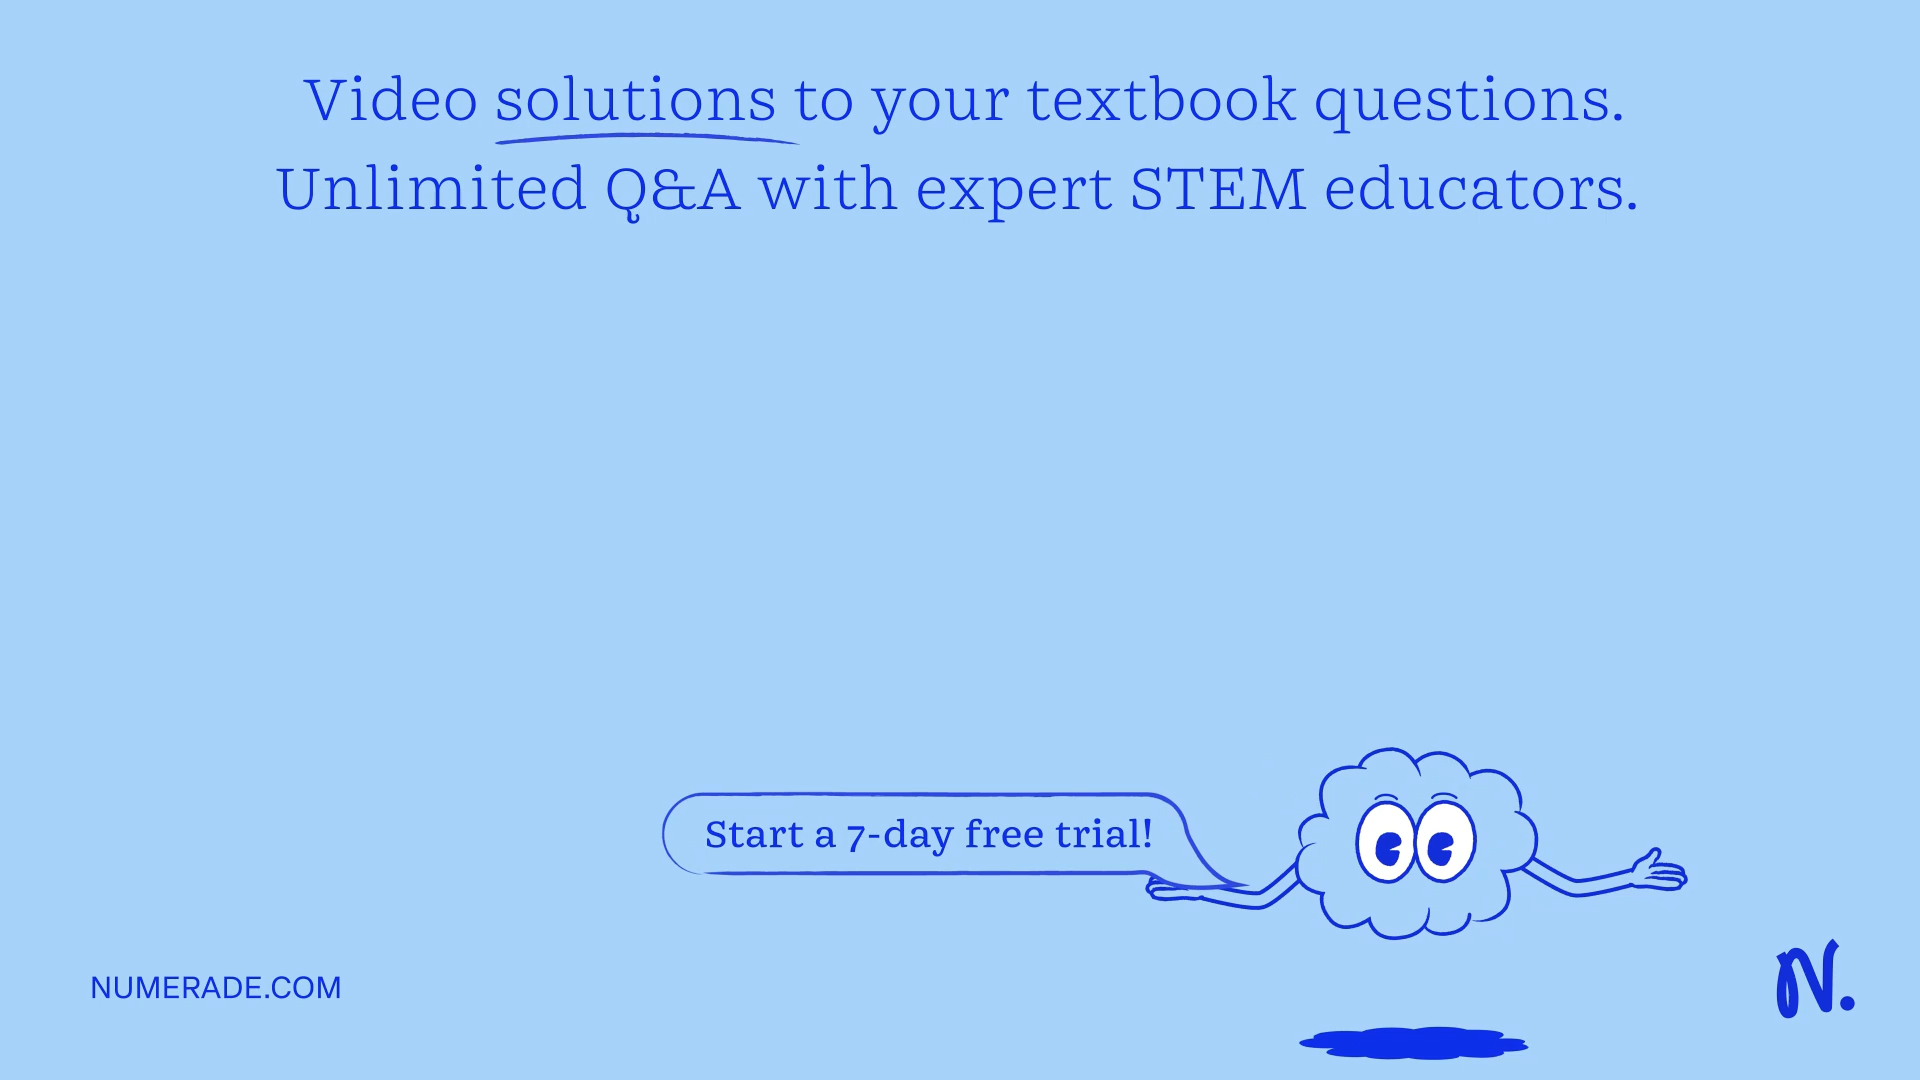 Video solutions to your textbook questions.
Unlimited Q&A with expert STEM educators.
Start a 7-day free trial!
NUMERADE.COM
N.